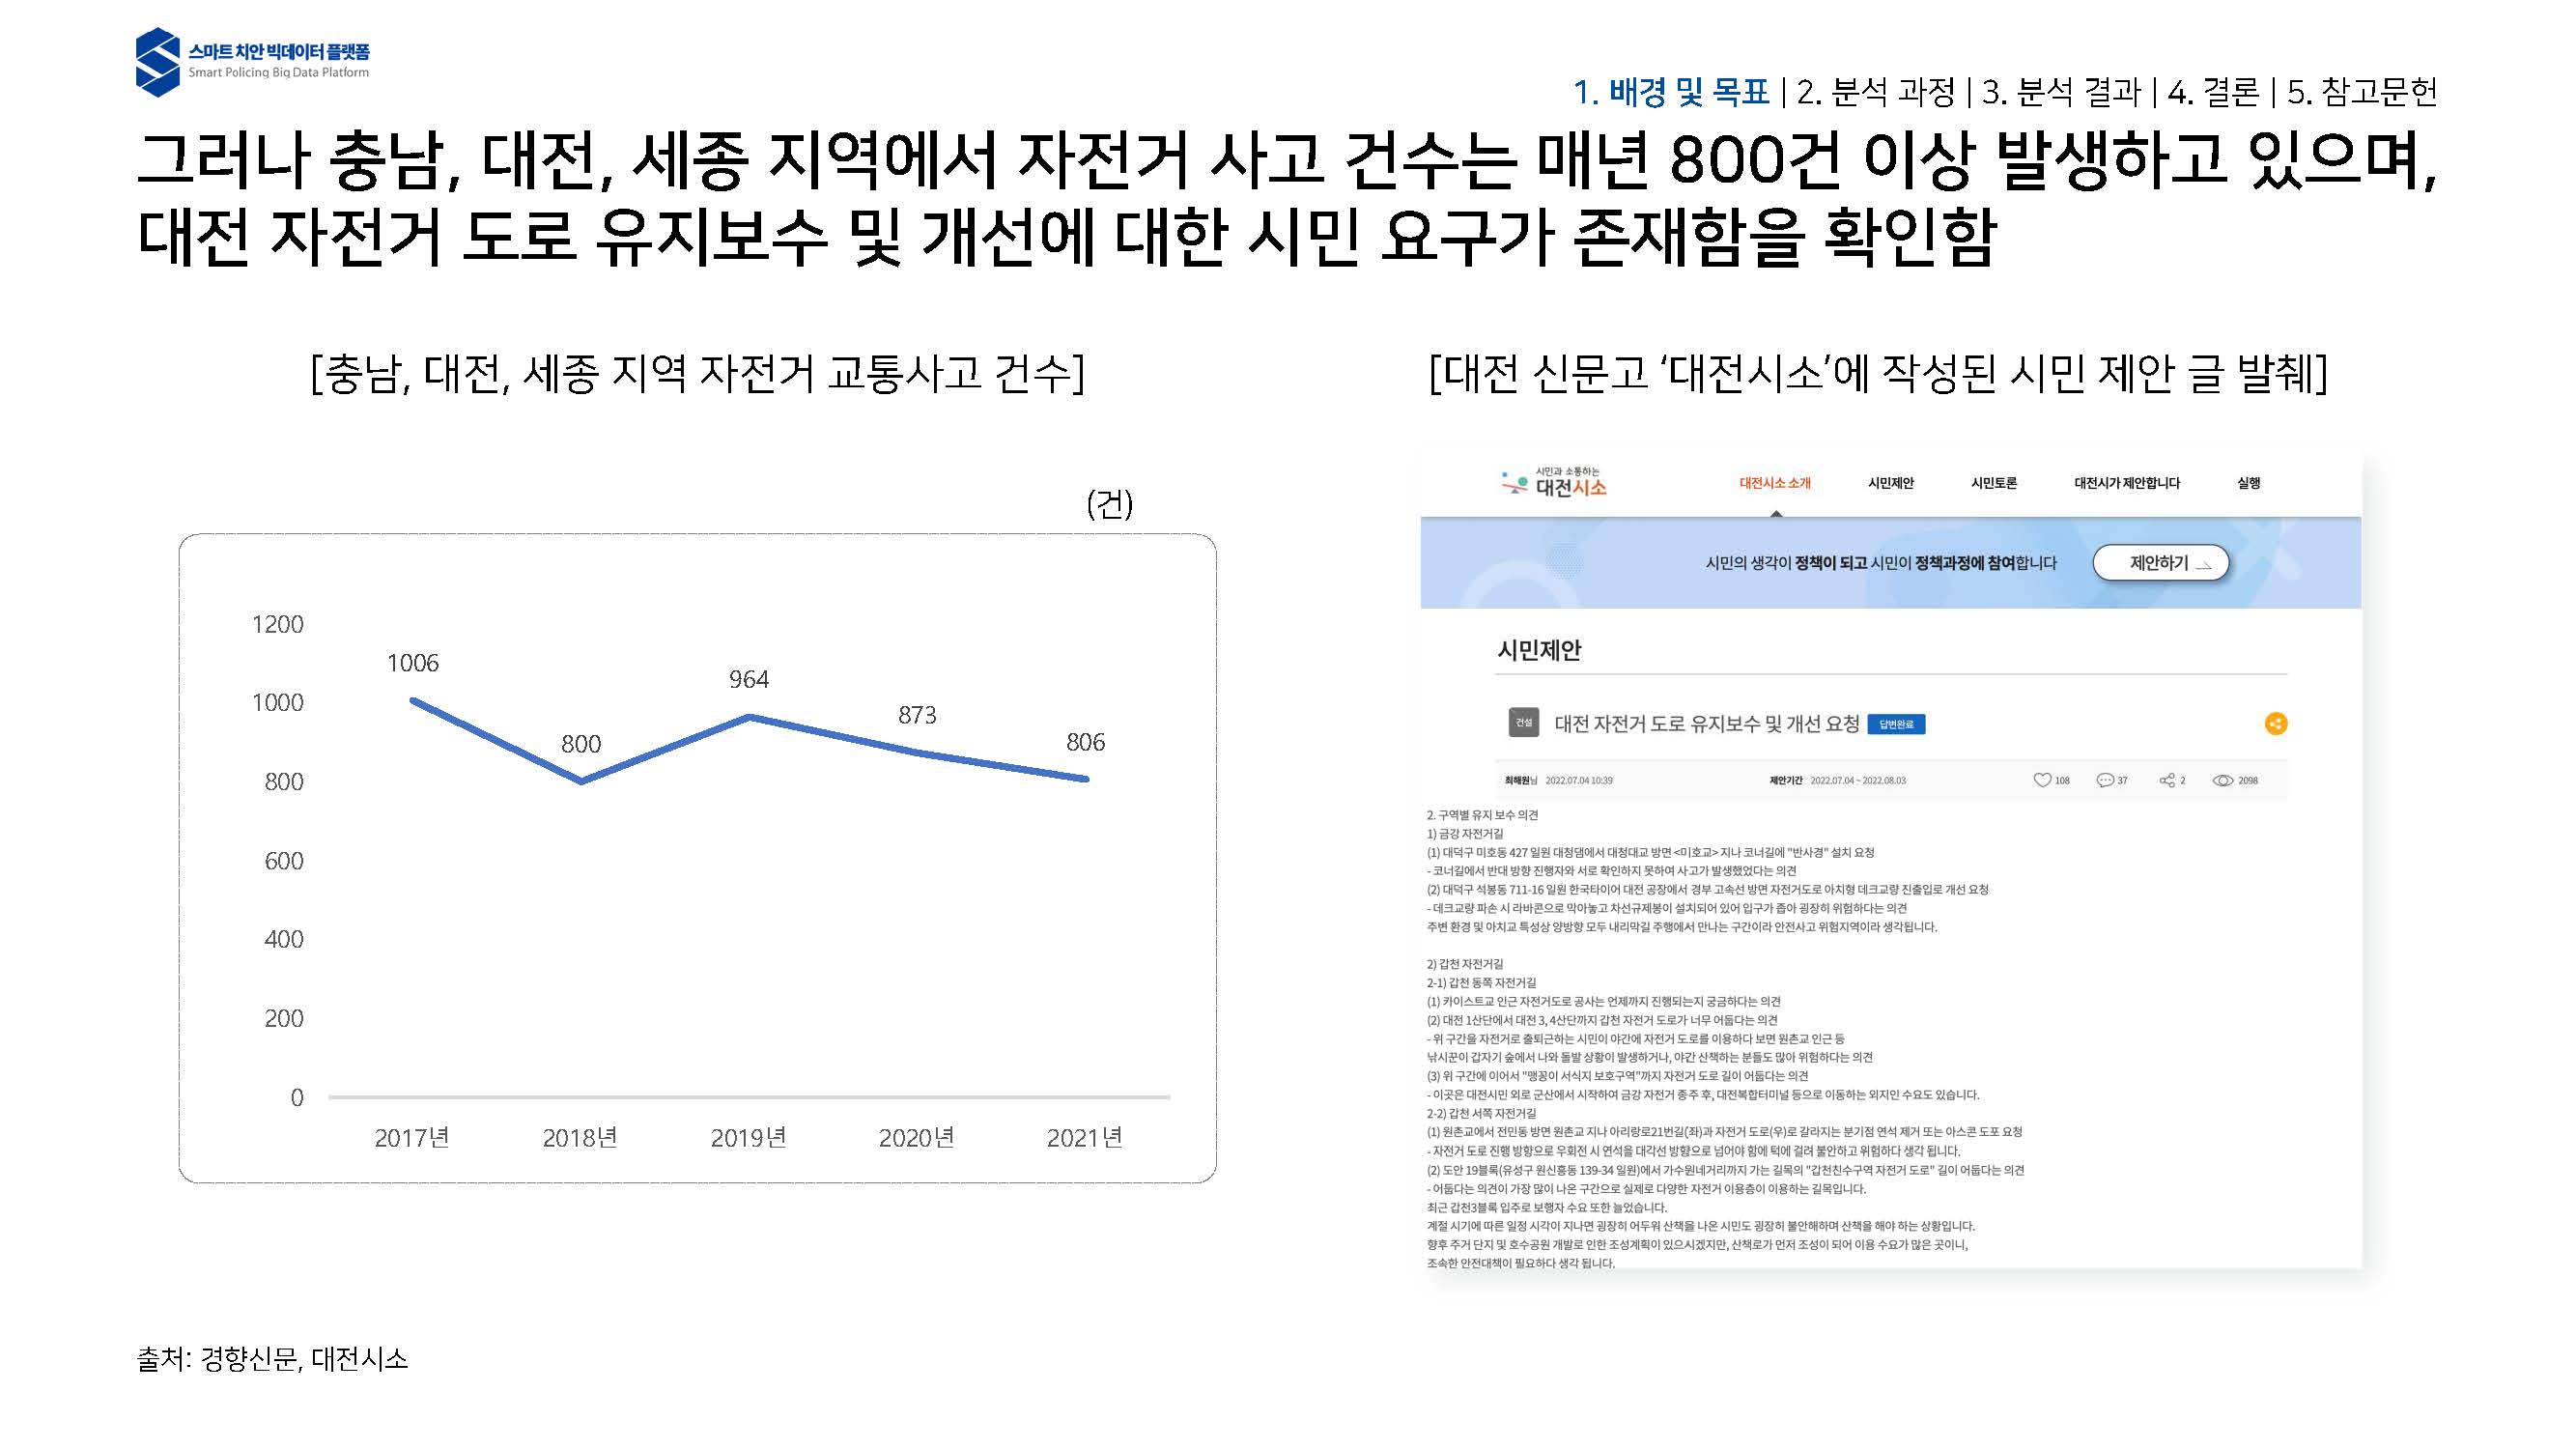 스마트 치안 빅데이터 플랫폼
Smart Policing Big Data Platform
1. 배경 및 목표 | 2. 분석 과정 | 3. 분석 결과 | 4. 결론 | 5. 참고문헌
그러나 충남, 대전, 세종 지역에서 자전거 사고 건수는 매년 800건 이상 발생하고 있으며,
대전 자전거 도로 유지보수 및 개선에 대한 시민 요구가 존재함을 확인함
[충남, 대전, 세종 지역 자전거 교통사고 건수]
(건)
1200
1000
800
600
400
200
0
1006
800
964
873
806
2017년 2018년 2019년 2020년 2021년
[대전 신문고 ‘대전시소’에 작성된 시민 제안 글 발췌]
시민과 소통하는
대전시소
대전시소 소개 시민제안 시민토론 대전시가 제안합니다 실행
시민의 생각이 정책이 되고 시민이 정책과정에 참여합니다 제안하기
시민제안
건설 대전 자전거 도로 유지보수 및 개선 요청 답변완료
최해원님 2022.07.04 10:39 제안기간 2022.07.04 ~ 2022.08.03 108 37 2 2098
2. 구역별 유지 보수 의견
1) 금강 자전거길
(1) 대덕구 미호동 427 일원 대청댐에서 대청대교 방면 <미호교> 지나 코너길에 "반사경" 설치 요청
- 코너길에서 반대 방향 진행자와 서로 확인하지 못하여 사고가 발생했었다는 의견
(2) 대덕구 석봉동 711-16 일원 한국타이어 대전 공장에서 경부 고속선 방면 자전거도로 아치형 데크교량 진출입로 개선 요청
- 데크교량 파손 시 라바콘으로 막아놓고 차선규제봉이 설치되어 있어 입구가 좁아 굉장히 위험하다는 의견
주변 환경 및 아치교 특성상 양방향 모두 내리막길 주행에서 만나는 구간이라 안전사고 위험지역이라 생각됩니다.
2) 갑천 자전거길
2-1) 갑천 동쪽 자전거길
(1) 카이스트교 인근 자전거도로 공사는 언제까지 진행되는지 궁금하다는 의견
(2) 대전 1산단에서 대전 3, 4산단까지 갑천 자전거 도로가 너무 어둡다는 의견
- 위 구간을 자전거로 출퇴근하는 시민이 야간에 자전거 도로를 이용하다 보면 원촌교 인근 등
낚시꾼이 갑자기 숲에서 나와 돌발 상황이 발생하거나, 야간 산책하는 분들도 많아 위험하다는 의견
(3) 위 구간에 이어서 "맹꽁이 서식지 보호구역"까지 자전거 도로 길이 어둡다는 의견
- 이곳은 대전시민 외로 군산에서 시작하여 금강 자전거 종주 후, 대전복합터미널 등으로 이동하는 외지인 수요도 있습니다.
2-2) 갑천 서쪽 자전거길
(1) 원촌교에서 전민동 방면 원촌교 지나 아리랑로21번길(좌)과 자전거 도로(우)로 갈라지는 분기점 연석 제거 또는 아스콘 도포 요청
- 자전거 도로 진행 방향으로 우회전 시 연석을 대각선 방향으로 넘어야 함에 턱에 걸려 불안하고 위험하다 생각 됩니다.
(2) 도안 19블록(유성구 원신흥동 139-34 일원)에서 가수원네거리까지 가는 길목의 "갑천친수구역 자전거 도로" 길이 어둡다는 의견
- 어둡다는 의견이 가장 많이 나온 구간으로 실제로 다양한 자전거 이용층이 이용하는 길목입니다.
최근 갑천3블록 입주로 보행자 수요 또한 늘었습니다.
계절 시기에 따른 일정 시각이 지나면 굉장히 어두워 산책을 나온 시민도 굉장히 불안해하며 산책을 해야 하는 상황입니다.
향후 주거 단지 및 호수공원 개발로 인한 조성계획이 있으시겠지만, 산책로가 먼저 조성이 되어 이용 수요가 많은 곳이니,
조속한 안전대책이 필요하다 생각 됩니다.
출처: 경향신문, 대전시소